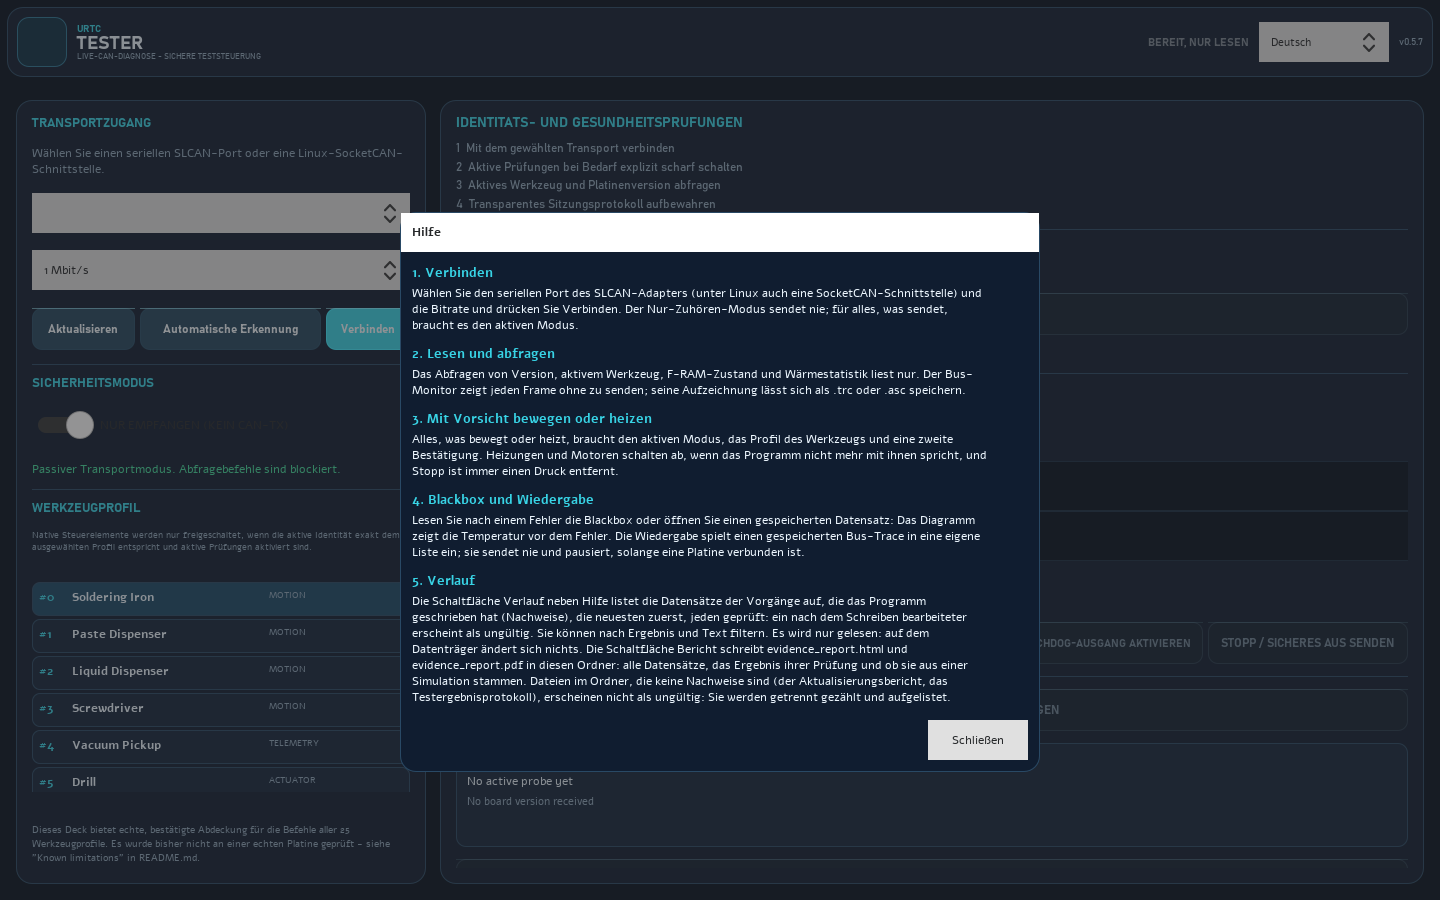 URTC
TESTER
LIVE-CAN-DIAGNOSE - SICHERE TESTSTEUERUNG
BEREIT, NUR LESEN
Deutsch
v0.5.7
TRANSPORTZUGANG
Wählen Sie einen seriellen SLCAN-Port oder eine Linux-SocketCAN-
Schnittstelle.
1 Mbit/s
Aktualisieren
Automatische Erkennung
Verbinden
SICHERHEITSMODUS
NUR EMPFANGEN (KEIN CAN-TX)
Passiver Transportmodus. Abfragebefehle sind blockiert.
WERKZEUGPROFIL
Native Steuerelemente werden nur freigeschaltet, wenn die aktive Identität exakt dem
ausgewählten Profil entspricht und aktive Prüfungen aktiviert sind.
#0 Soldering Iron MOTION
#1 Paste Dispenser MOTION
#2 Liquid Dispenser MOTION
#3 Screwdriver MOTION
#4 Vacuum Pickup TELEMETRY
#5 Drill ACTUATOR
Dieses Deck bietet echte, bestätigte Abdeckung für die Befehle aller 25
Werkzeugprofile. Es wurde bisher nicht an einer echten Platine geprüft - siehe
"Known limitations" in README.md.
IDENTITATS- UND GESUNDHEITSPRUFUNGEN
1 Mit dem gewählten Transport verbinden
2 Aktive Prüfungen bei Bedarf explizit scharf schalten
3 Aktives Werkzeug und Platinenversion abfragen
4 Transparentes Sitzungsprotokoll aufbewahren
Hilfe
1. Verbinden
Wählen Sie den seriellen Port des SLCAN-Adapters (unter Linux auch eine SocketCAN-Schnittstelle) und
die Bitrate und drücken Sie Verbinden. Der Nur-Zuhören-Modus sendet nie; für alles, was sendet,
braucht es den aktiven Modus.
2. Lesen und abfragen
Das Abfragen von Version, aktivem Werkzeug, F-RAM-Zustand und Wärmestatistik liest nur. Der Bus-
Monitor zeigt jeden Frame ohne zu senden; seine Aufzeichnung lässt sich als .trc oder .asc speichern.
3. Mit Vorsicht bewegen oder heizen
Alles, was bewegt oder heizt, braucht den aktiven Modus, das Profil des Werkzeugs und eine zweite
Bestätigung. Heizungen und Motoren schalten ab, wenn das Programm nicht mehr mit ihnen spricht, und
Stopp ist immer einen Druck entfernt.
4. Blackbox und Wiedergabe
Lesen Sie nach einem Fehler die Blackbox oder öffnen Sie einen gespeicherten Datensatz: Das Diagramm
zeigt die Temperatur vor dem Fehler. Die Wiedergabe spielt einen gespeicherten Bus-Trace in eine eigene
Liste ein; sie sendet nie und pausiert, solange eine Platine verbunden ist.
5. Verlauf
Die Schaltfläche Verlauf neben Hilfe listet die Datensätze der Vorgänge auf, die das Programm
geschrieben hat (Nachweise), die neuesten zuerst, jeden geprüft: ein nach dem Schreiben bearbeiteter
erscheint als ungültig. Sie können nach Ergebnis und Text filtern. Es wird nur gelesen: auf dem
Datenträger ändert sich nichts. Die Schaltfläche Bericht schreibt evidence_report.html und
evidence_report.pdf in diesen Ordner: alle Datensätze, das Ergebnis ihrer Prüfung und ob sie aus einer
Simulation stammen. Dateien im Ordner, die keine Nachweise sind (der Aktualisierungsbericht, das
Testergebnisprotokoll), erscheinen nicht als ungültig: Sie werden getrennt gezählt und aufgelistet.
Schließen
CHDOG-AUSGANG AKTIVIEREN
STOPP / SICHERES AUS SENDEN
GEN
No active probe yet
No board version received